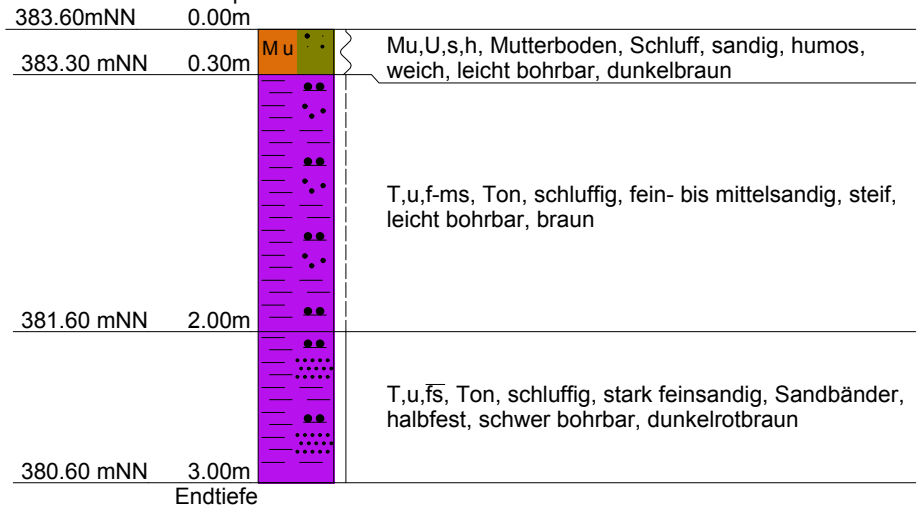 383.60mNN 0.00m
Mu
Mu,U,s,h, Mutterboden, Schluff, sandig, humos,
383.30 mNN 0.30m
weich, leicht bohrbar, dunkelbraun
T,u,f-ms, Ton, schluffig, fein- bis mittelsandig, steif,
leicht bohrbar, braun
381.60 mNN 2.00m
T,u,f̅s̅, Ton, schluffig, stark feinsandig, Sandbänder,
halbfest, schwer bohrbar, dunkelrotbraun
380.60 mNN 3.00m
Endtiefe